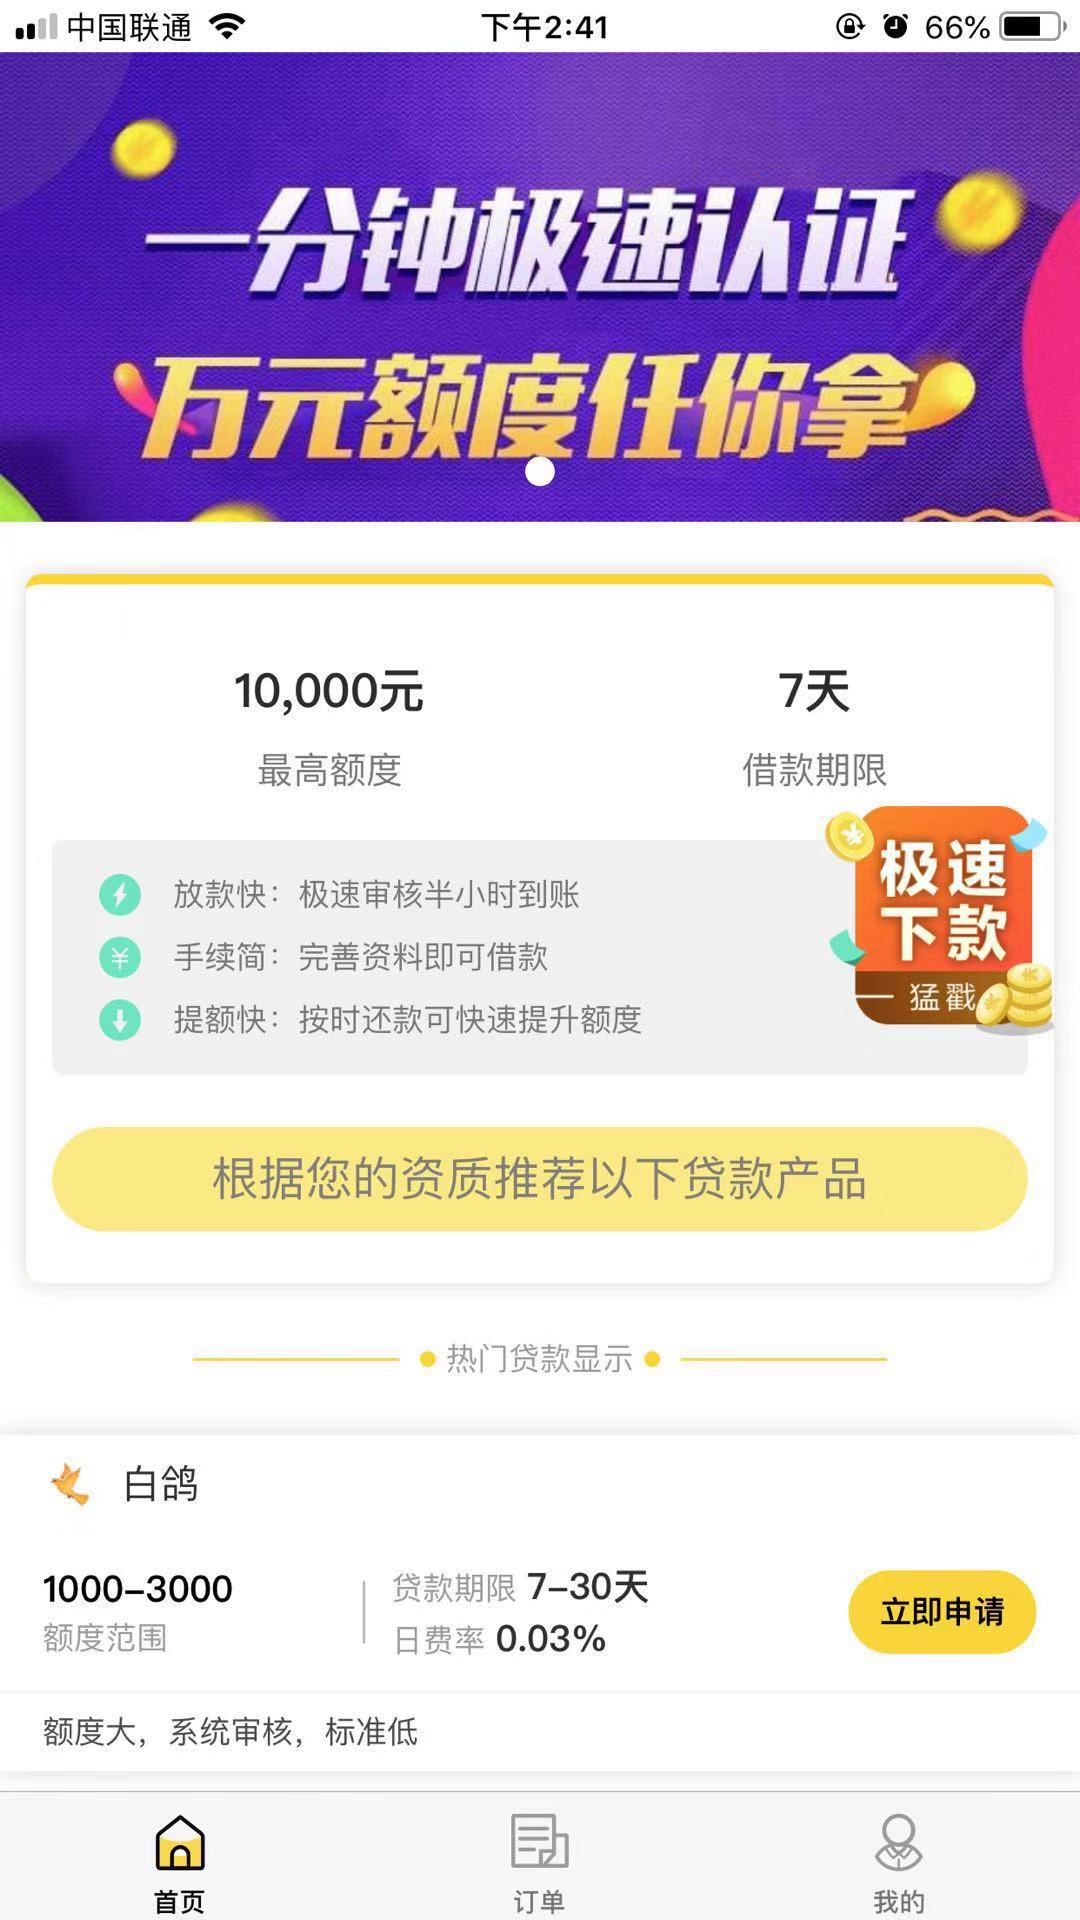 中国联通
下午2:41
66%
一分钟极速认证
万元额度任你拿
10,000元
7天
最高额度
借款期限
放款快：极速审核半小时到账
手续简：完善资料即可借款
提额快：按时还款可快速提升额度
极速
下款
猛戳
根据您的资质推荐以下贷款产品
热门贷款显示
白鸽
1000-3000
额度范围
贷款期限 7-30天
日费率 0.03%
立即申请
额度大，系统审核，标准低
首页
订单
我的